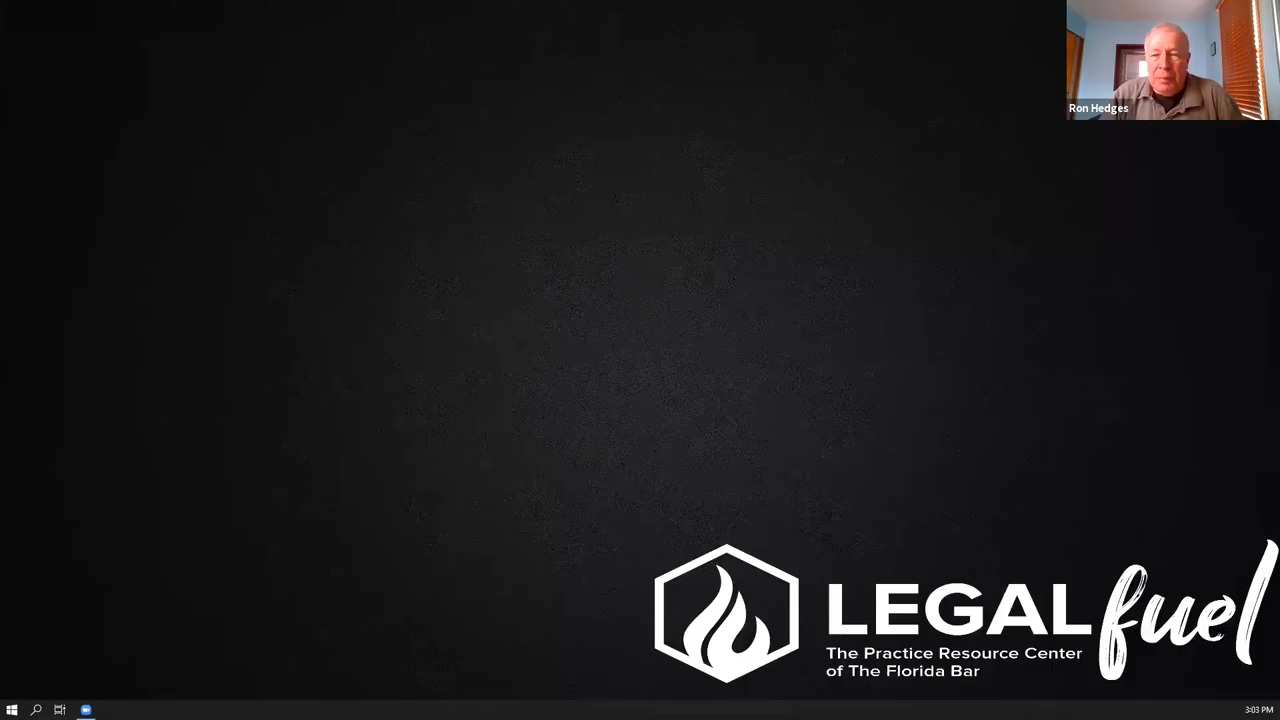 Ron Hedges
LEGAL fuel
The Practice Resource Center
of The Florida Bar
3:03 PM